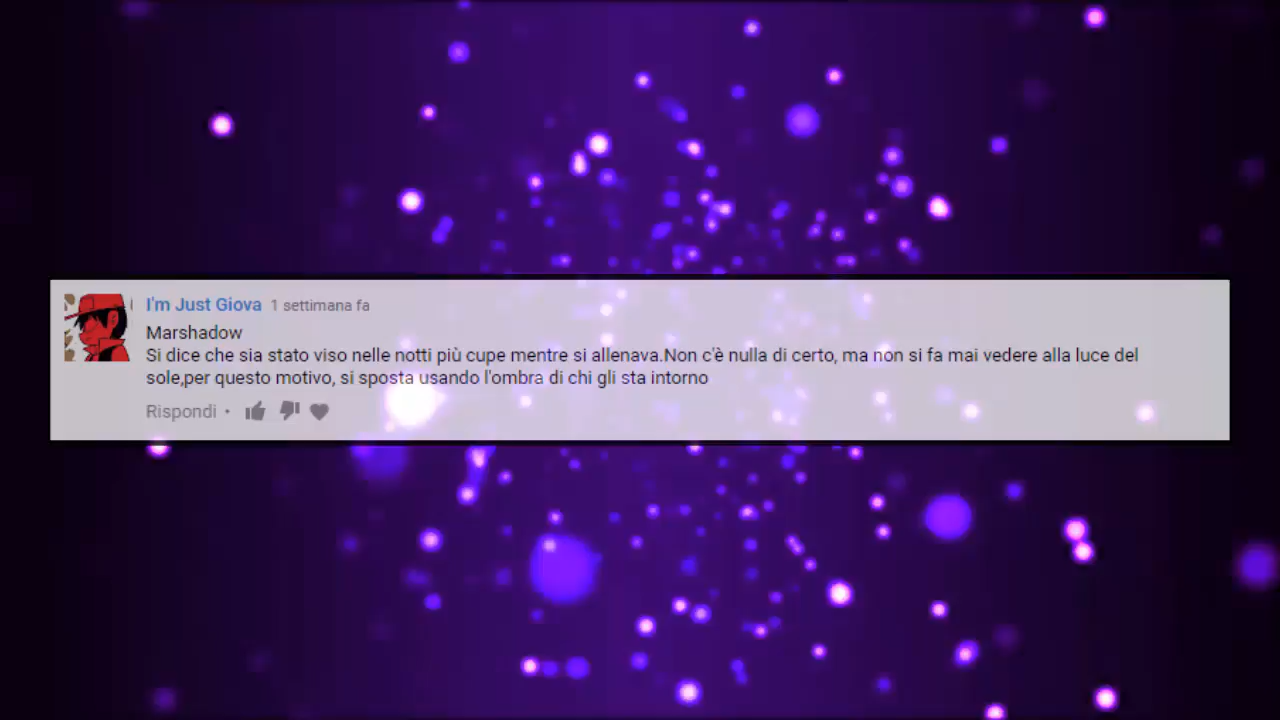 I'm Just Giova 1 settimana fa
Marshadow
Si dice che sia stato viso nelle notti più cupe mentre si allenava.Non c'è nulla di certo, ma non si fa mai vedere alla luce del
sole,per questo motivo, si sposta usando l'ombra di chi gli sta intorno
Rispondi •